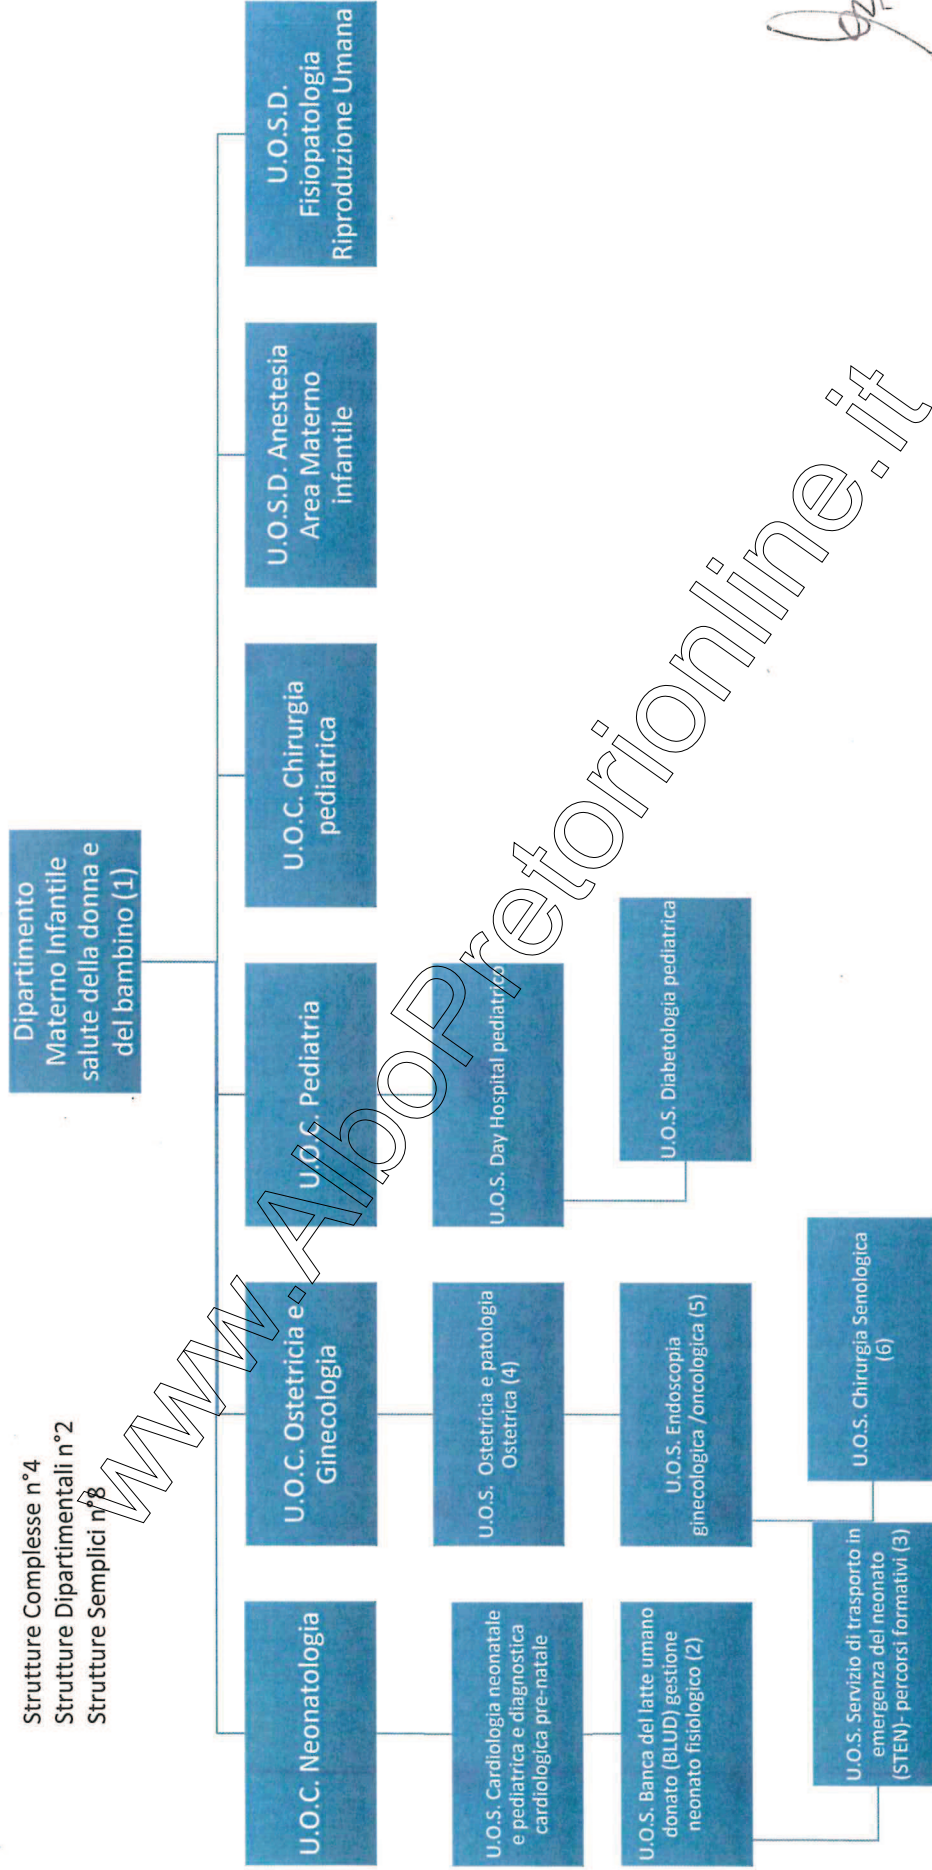 Strutture Complesse n°4
Strutture Dipartimentali n°2
Strutture Semplici n°8
Dipartimento
Materno Infantile
salute della donna e
del bambino (1)
U.O.C. Neonatologia
U.O.C. Ostetricia e
Ginecologia
U.O.C. Pediatria
U.O.C. Chirurgia
pediatrica
U.O.S.D. Anestesia
Area Materno
infantile
U.O.S.D.
Fisiopatologia
Riproduzione Umana
U.O.S. Cardiologia neonatale
e pediatrica e diagnostica
cardiologica pre-natale
U.O.S. Ostetricia e patologia
Ostetrica (4)
U.O.S. Day Hospital pediatrico
U.O.S. Banca del latte umano
donato (BLUD) gestione
neonato fisiologico (2)
U.O.S. Endoscopia
ginecologica /oncologica (5)
U.O.S. Diabetologia pediatrica
U.O.S. Servizio di trasporto in
emergenza del neonato
(STEN)- percorsi formativi (3)
U.O.S. Chirurgia Senologica
(6)
www.AlboPretorionline.it